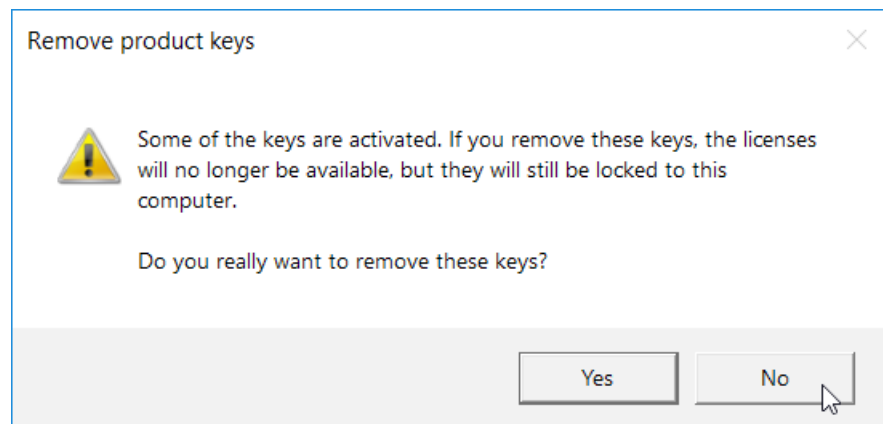 Remove product keys
Some of the keys are activated. If you remove these keys, the licenses
will no longer be available, but they will still be locked to this
computer.
Do you really want to remove these keys?
Yes
No